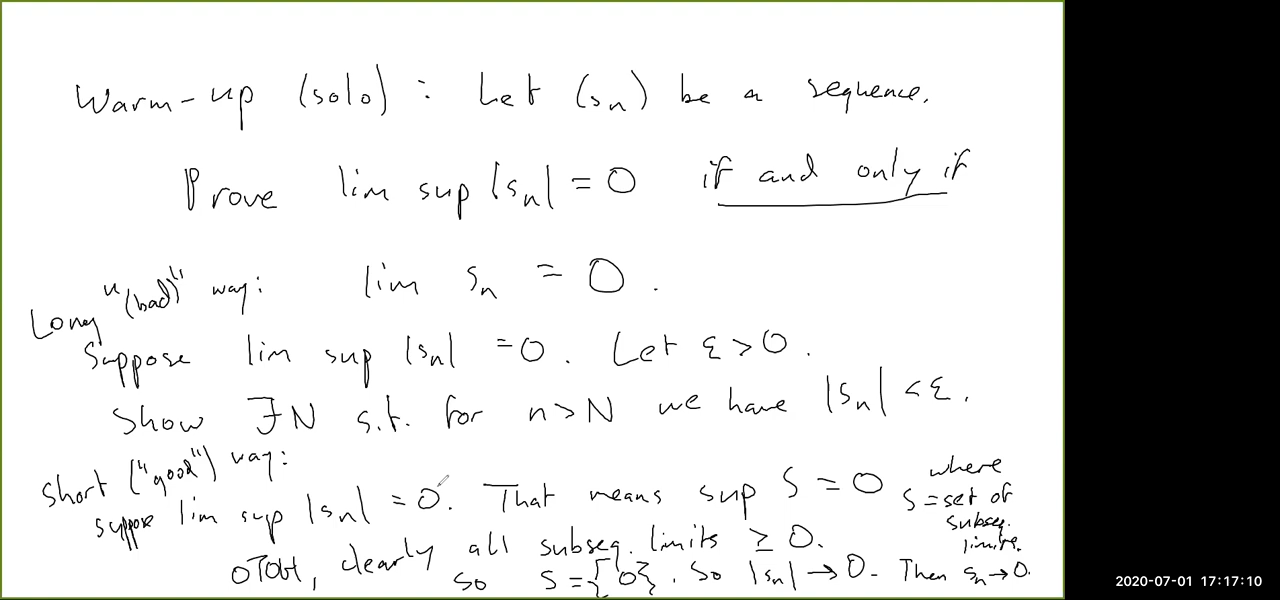 Warm-up (solo) : Let (sₙ) be a sequence.
Prove lim sup |sₙ| = 0 if and only if
lim sₙ = 0.
Long "(bad)" way:
Suppose lim sup |sₙ| = 0. Let ε > 0.
Show ∃N s.t. for n > N we have |sₙ| < ε.
Short ("good") way:
suppose lim sup |sₙ| = 0. That means sup S = 0 where
S = set of
subseq.
limits.
OTOH, clearly all subseq. limits ≥ 0.
So S = {0}. So |sₙ| → 0. Then sₙ → 0.
2020-07-01 17:17:10